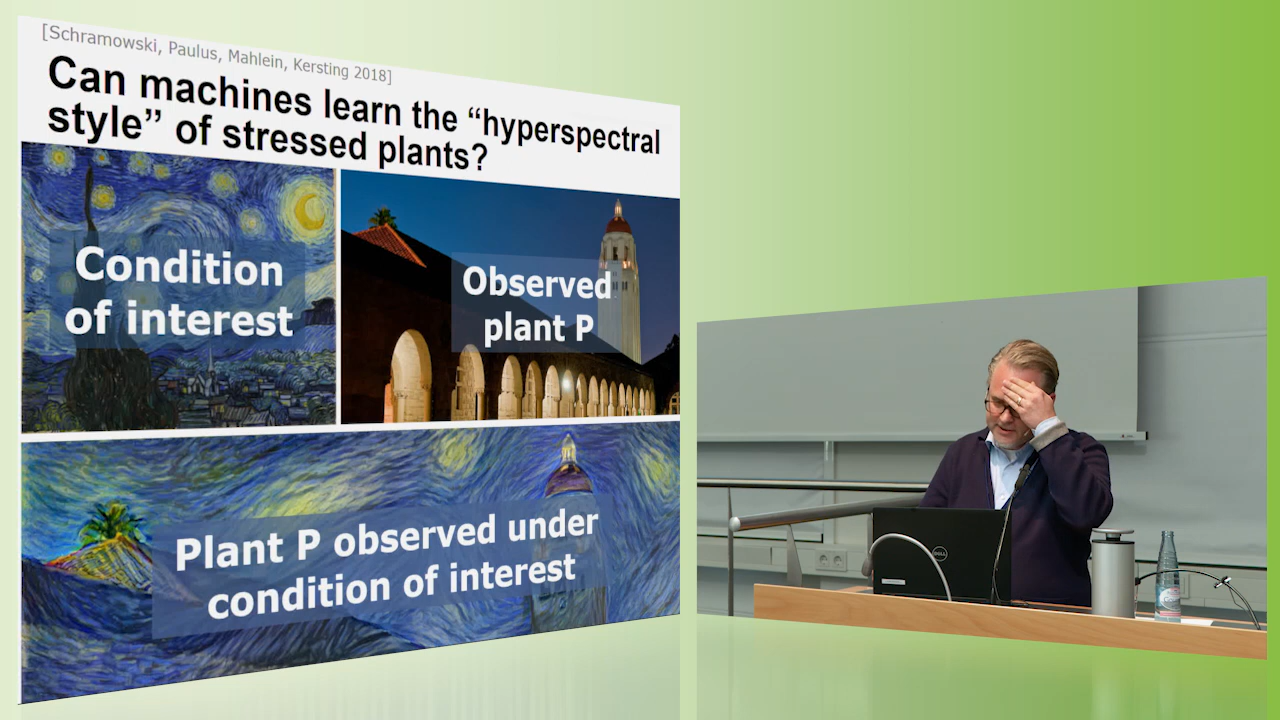 [Schramowski, Paulus, Mahlein, Kersting 2018]
Can machines learn the “hyperspectral
style” of stressed plants?
Condition
of interest
Observed
plant P
Plant P observed under
condition of interest
DELL